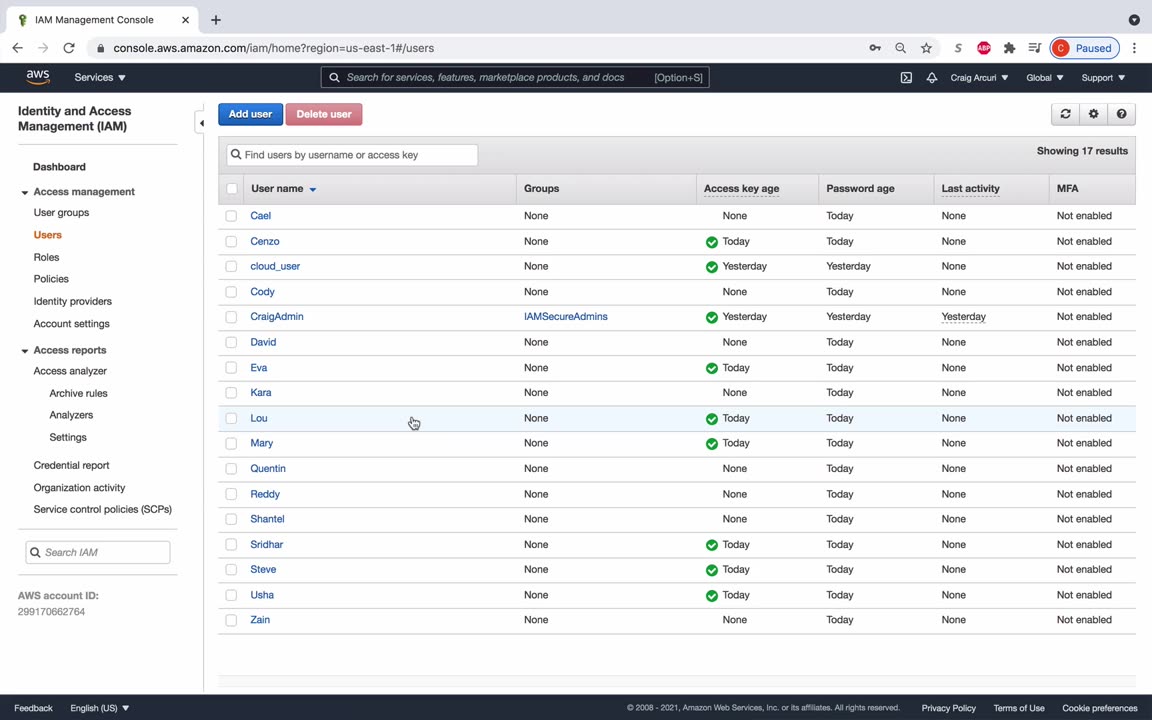 IAM Management Console
console.aws.amazon.com/iam/home?region=us-east-1#/users
S
ABP
C Paused
aws Services Search for services, features, marketplace products, and docs [Option+S] Craig Arcuri Global Support
Identity and Access
Management (IAM)
Dashboard
Access management
User groups
Users
Roles
Policies
Identity providers
Account settings
Access reports
Access analyzer
Archive rules
Analyzers
Settings
Credential report
Organization activity
Service control policies (SCPs)
Search IAM
AWS account ID:
299170662764
Add user Delete user
Find users by username or access key Showing 17 results
User name Groups Access key age Password age Last activity MFA
Cael None None Today None Not enabled
Cenzo None Today Today None Not enabled
cloud_user None Yesterday Yesterday None Not enabled
Cody None None Today None Not enabled
CraigAdmin IAMSecureAdmins Yesterday Yesterday Yesterday Not enabled
David None None Today None Not enabled
Eva None Today Today None Not enabled
Kara None None Today None Not enabled
Lou None Today Today None Not enabled
Mary None Today Today None Not enabled
Quentin None None Today None Not enabled
Reddy None None Today None Not enabled
Shantel None None Today None Not enabled
Sridhar None Today Today None Not enabled
Steve None Today Today None Not enabled
Usha None Today Today None Not enabled
Zain None None Today None Not enabled
Feedback English (US) © 2008 - 2021, Amazon Web Services, Inc. or its affiliates. All rights reserved. Privacy Policy Terms of Use Cookie preferences